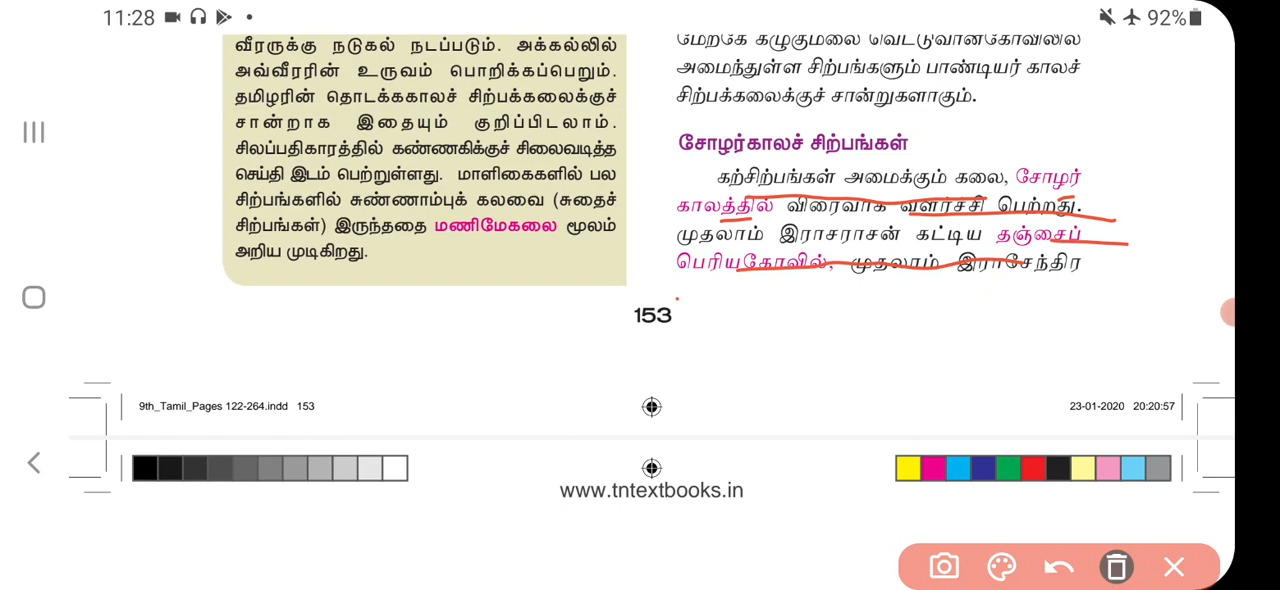 11:28
92%
வீரருக்கு நடுகல் நடப்படும். அக்கல்லில்
அவ்வீரரின் உருவம் பொறிக்கப்பெறும்.
தமிழரின் தொடக்ககாலச் சிற்பக்கலைக்குச்
சான்றாக இதையும் குறிப்பிடலாம்.
சிலப்பதிகாரத்தில் கண்ணகிக்குச் சிலைவடித்த
செய்தி இடம் பெற்றுள்ளது. மாளிகைகளில் பல
சிற்பங்களில் சுண்ணாம்புக் கலவை (சுதைச்
சிற்பங்கள்) இருந்ததை மணிமேகலை மூலம்
அறிய முடிகிறது.
மேற்கே கழுகுமலை வெட்டுவான்கோவிலில்
அமைந்துள்ள சிற்பங்களும் பாண்டியர் காலச்
சிற்பக்கலைக்குச் சான்றுகளாகும்.
சோழர்காலச் சிற்பங்கள்
கற்சிற்பங்கள் அமைக்கும் கலை, சோழர்
காலத்தில் விரைவாக வளர்ச்சி பெற்றது.
முதலாம் இராசராசன் கட்டிய தஞ்சைப்
பெரியகோவில், முதலாம் இராசேந்திர
153
9th_Tamil_Pages 122-264.indd 153
23-01-2020 20:20:57
www.tntextbooks.in